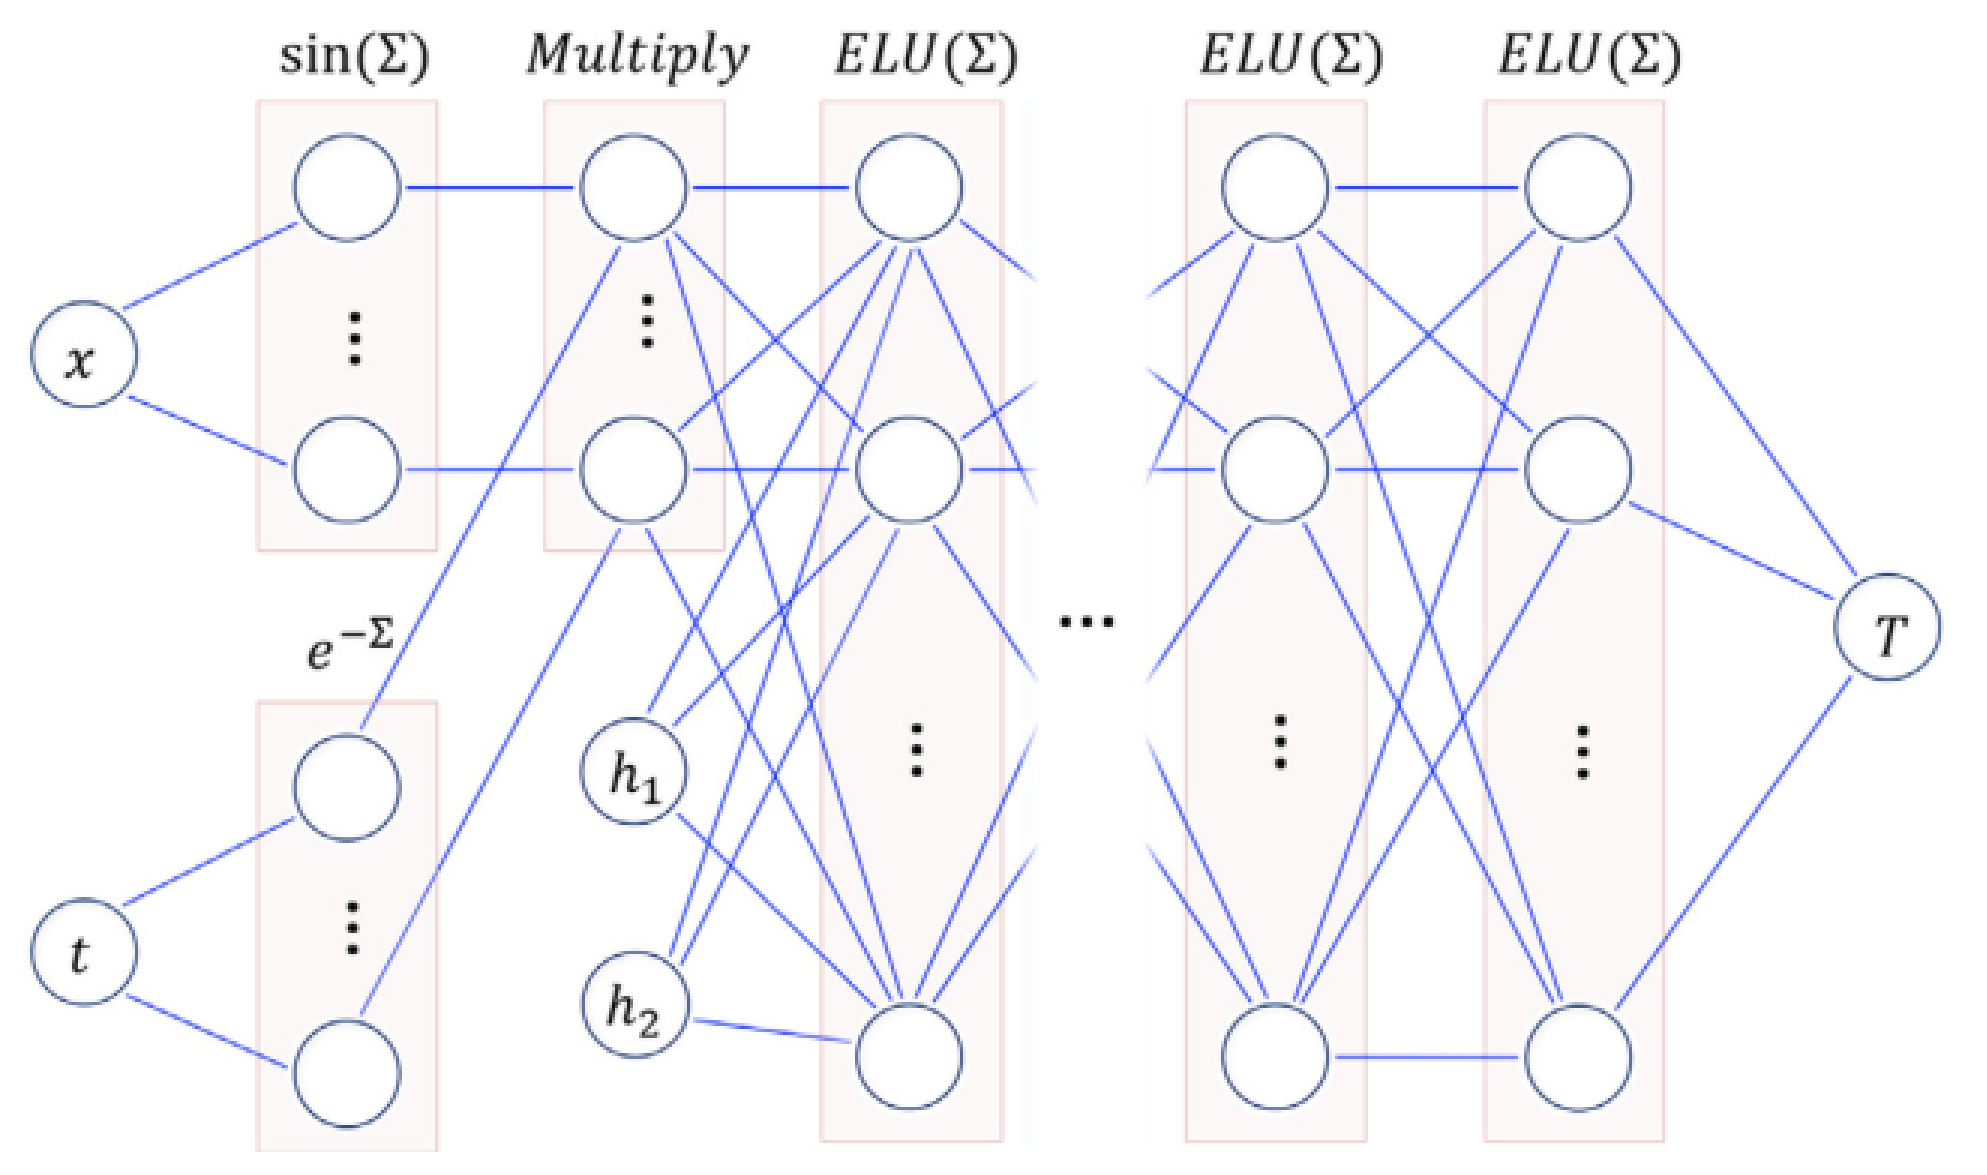 sin(Σ) Multiply ELU(Σ) ELU(Σ) ELU(Σ)
x
e^{-Σ}
T
h₁
t
h₂